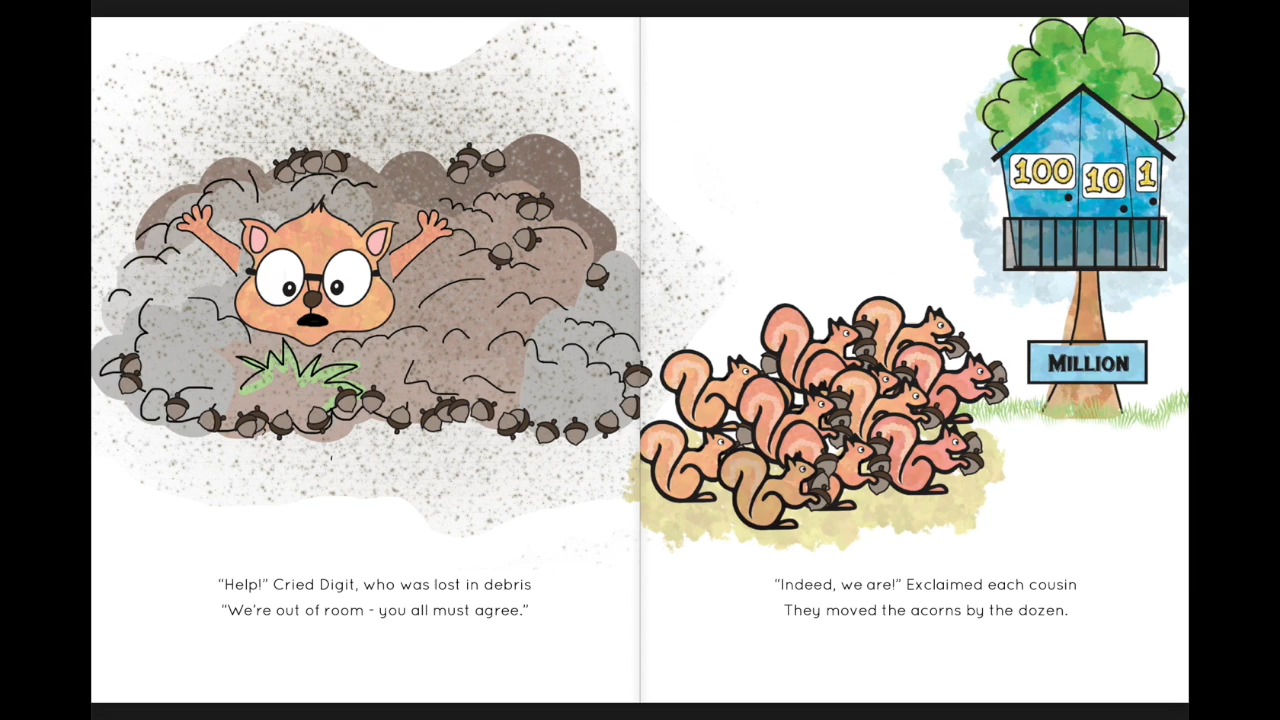 "Help!" Cried Digit, who was lost in debris
"We're out of room - you all must agree."
100 10 1
MILLION
"Indeed, we are!" Exclaimed each cousin
They moved the acorns by the dozen.